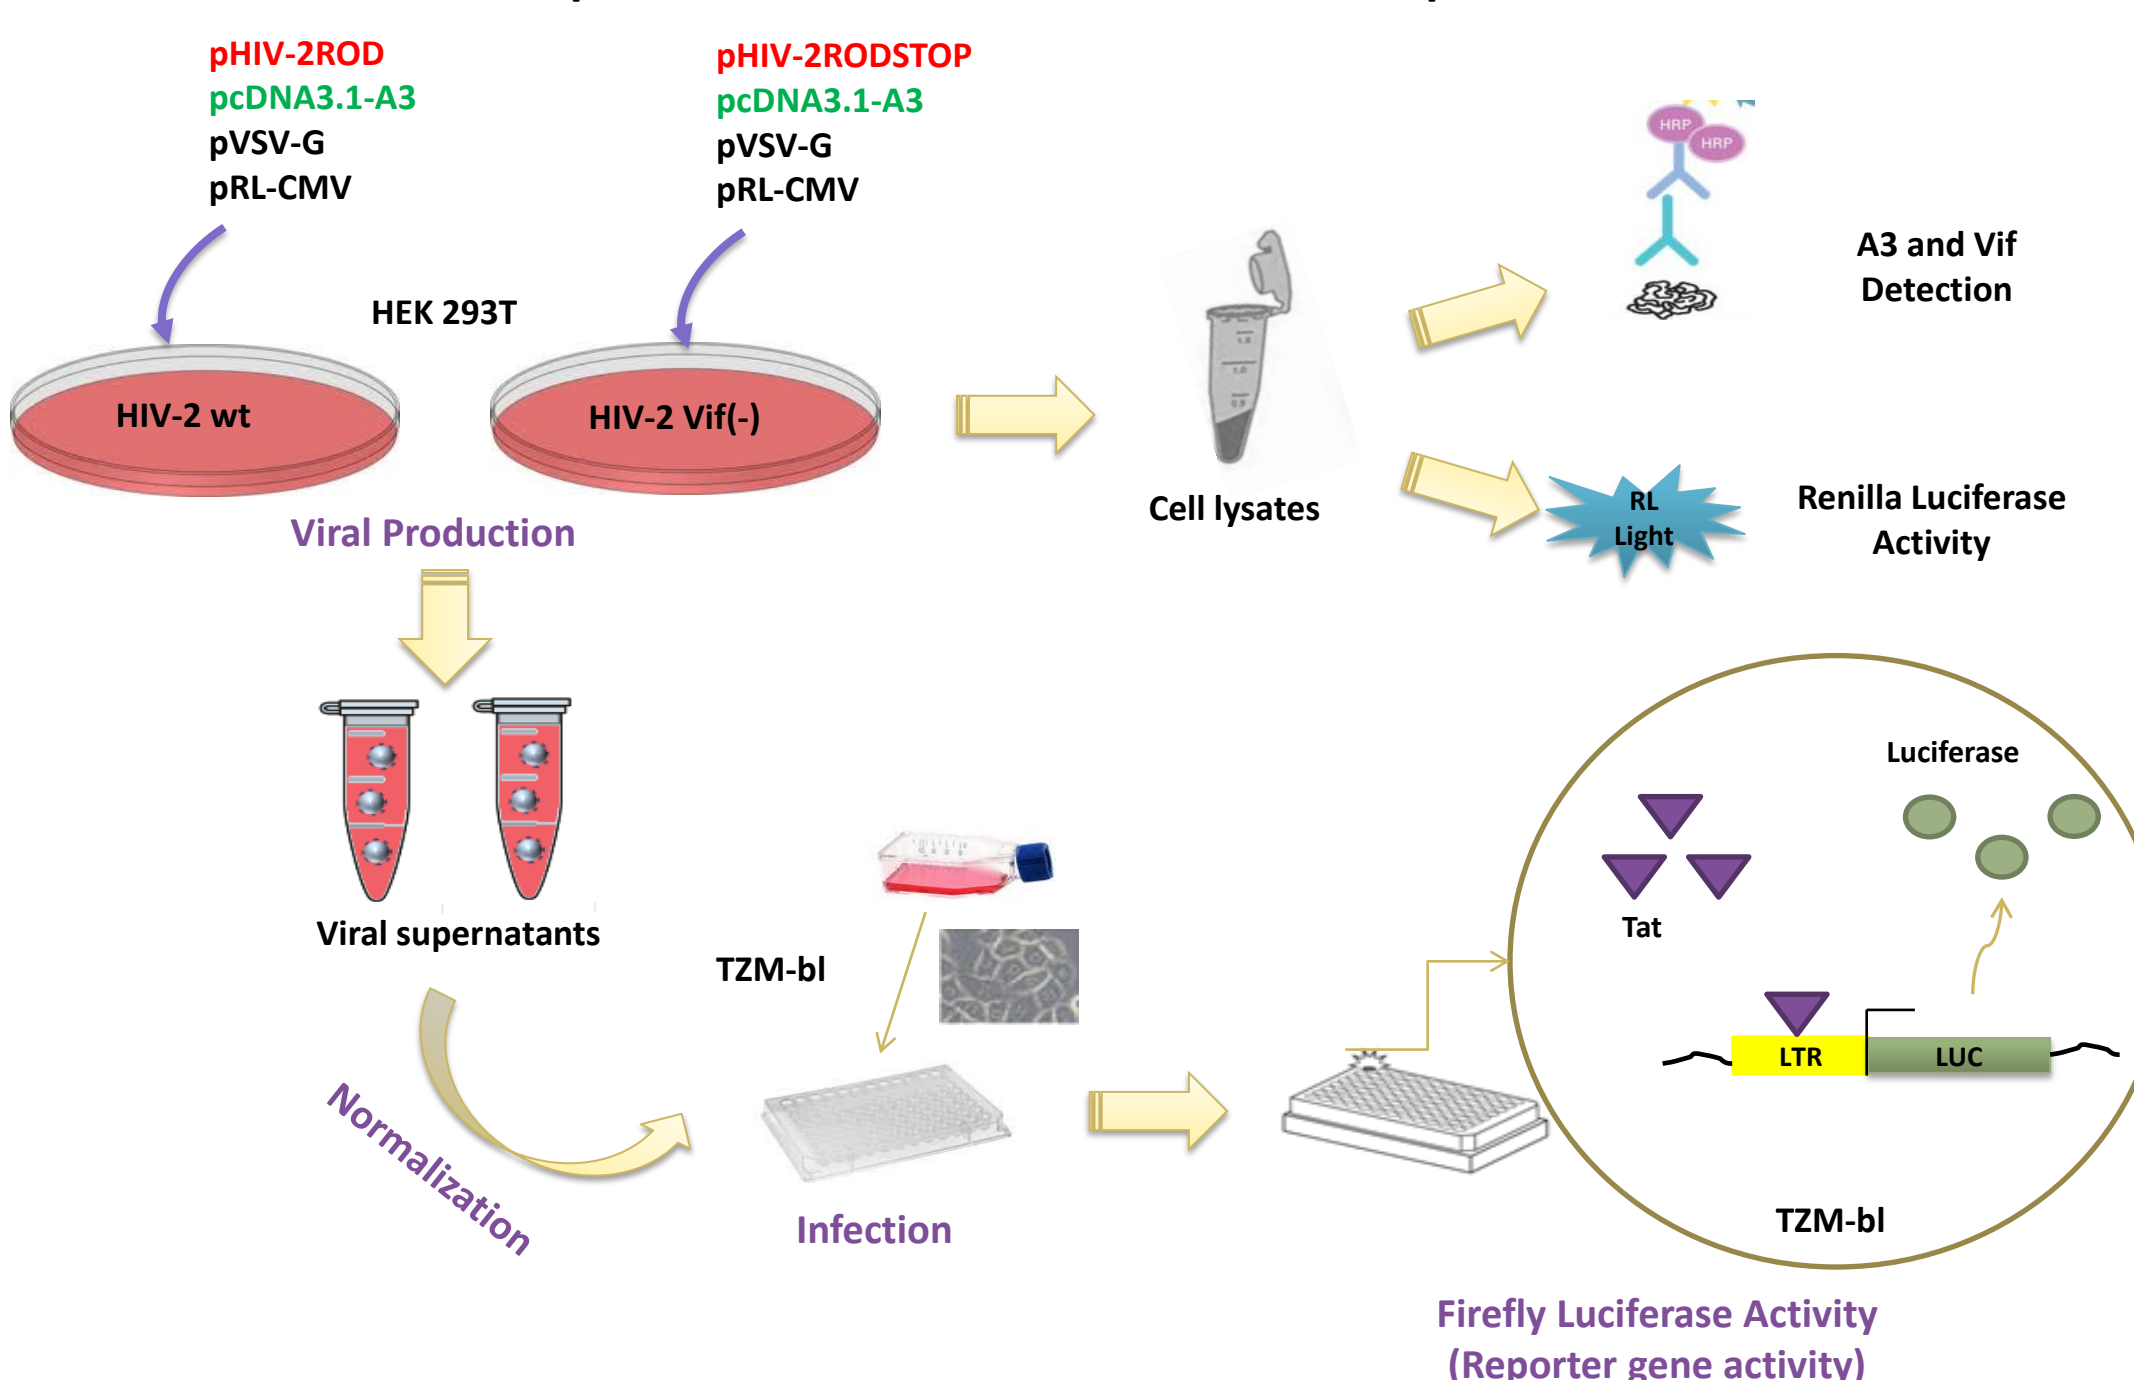 pHIV-2ROD
pcDNA3.1-A3
pVSV-G
pRL-CMV
pHIV-2RODSTOP
pcDNA3.1-A3
pVSV-G
pRL-CMV
HEK 293T
HIV-2 wt
HIV-2 Vif(-)
Viral Production
Cell lysates
HRP
HRP
A3 and Vif
Detection
RL
Light
Renilla Luciferase
Activity
Viral supernatants
Normalization
TZM-bl
Infection
Luciferase
Tat
LTR
LUC
TZM-bl
Firefly Luciferase Activity
(Reporter gene activity)